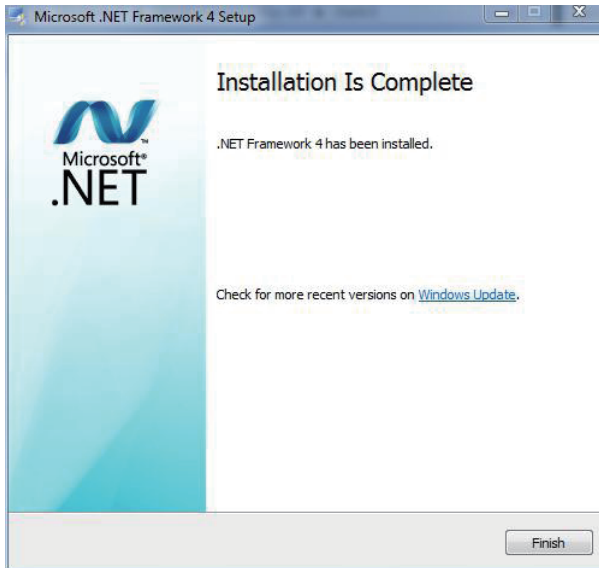 Microsoft .NET Framework 4 Setup
Installation Is Complete
.NET Framework 4 has been installed.
Microsoft®
.NET
Check for more recent versions on Windows Update.
Finish